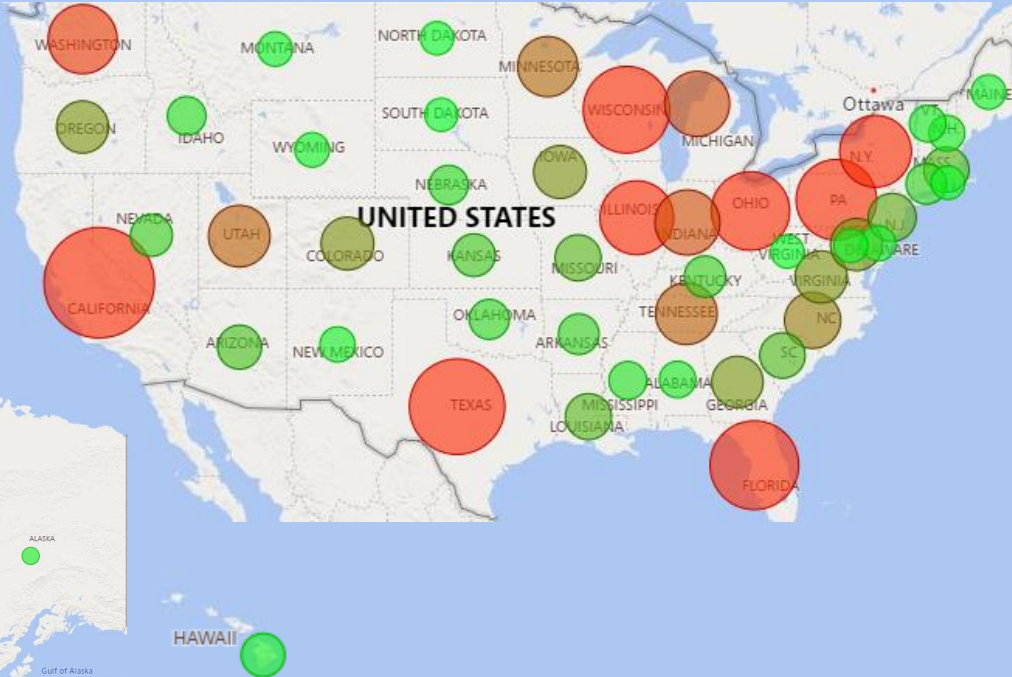 WASHINGTON
MONTANA
NORTH DAKOTA
MINNESOTA
OREGON
IDAHO
SOUTH DAKOTA
WISCONSIN
MICHIGAN
Ottawa
MAINE
VT.
WYOMING
IOWA
N.Y.
MASS
NEBRASKA
NEVADA
UNITED STATES
ILLINOIS
OHIO
PA
UTAH
COLORADO
KANSAS
MISSOURI
INDIANA
WEST
VIRGINIA
N.J.
DELAWARE
CALIFORNIA
KENTUCKY
VIRGINIA
ARIZONA
NEW MEXICO
OKLAHOMA
ARKANSAS
TENNESSEE
NC
SC
TEXAS
MISSISSIPPI
ALABAMA
GEORGIA
LOUISIANA
FLORIDA
ALASKA
HAWAII
Gulf of Alaska